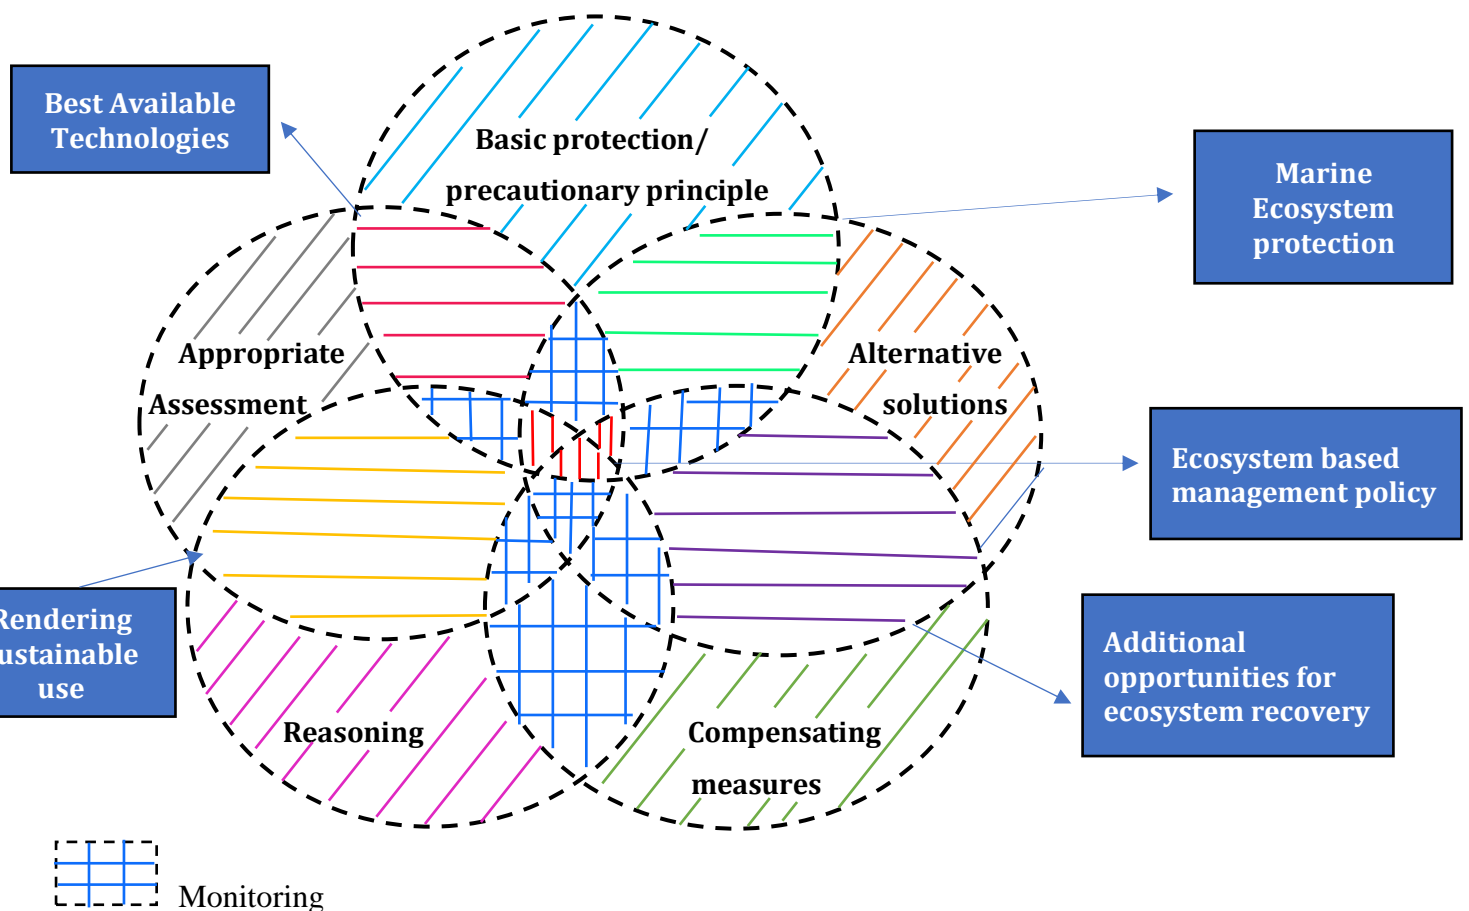 Best Available
Technologies
Basic protection/
precautionary principle
Marine
Ecosystem
protection
Appropriate
Assessment
Alternative
solutions
Ecosystem based
management policy
Rendering
ustainable
use
Additional
opportunities for
ecosystem recovery
Reasoning
Compensating
measures
Monitoring